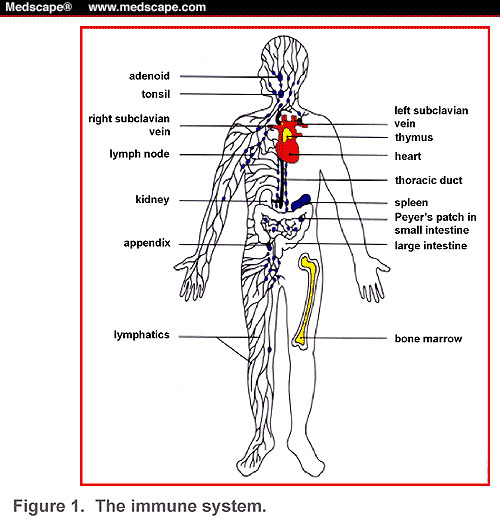 Medscape® www.medscape.com
adenoid
tonsil
right subclavian
vein
lymph node
kidney
appendix
lymphatics
left subclavian
vein
thymus
heart
thoracic duct
spleen
Peyer's patch in
small intestine
large intestine
bone marrow
Figure 1. The immune system.